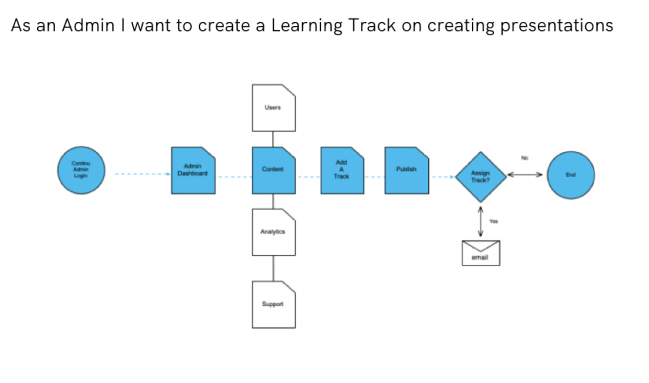 As an Admin I want to create a Learning Track on creating presentations
Users
Continu
Admin
Login
Admin
Dashboard
Content
Add
A
Track
Publish
Assign
Track?
No
End
Yes
Analytics
email
Support